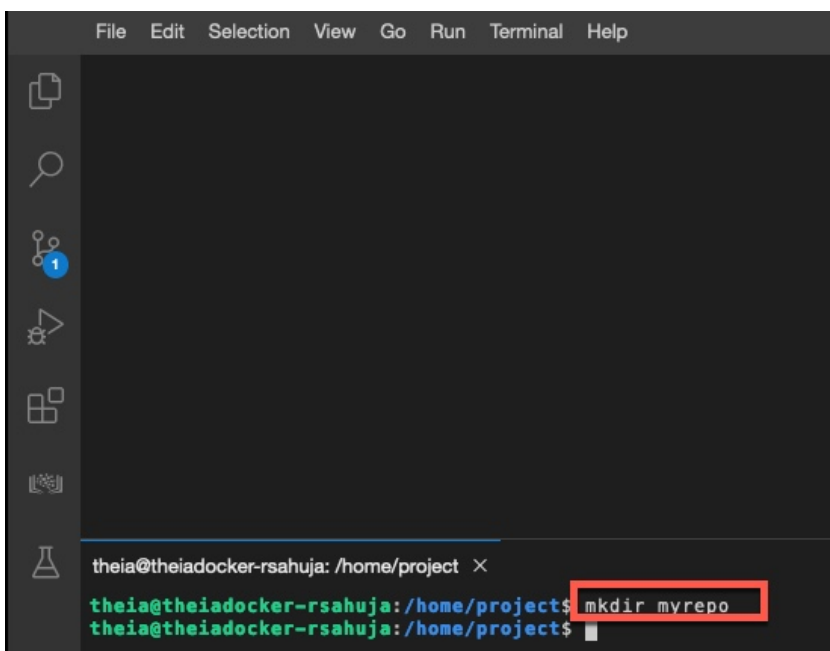 File Edit Selection View Go Run Terminal Help
1
theia@theiadocker-rsahuja: /home/project ×
theia@theiadocker-rsahuja:/home/project$ mkdir myrepo
theia@theiadocker-rsahuja:/home/project$